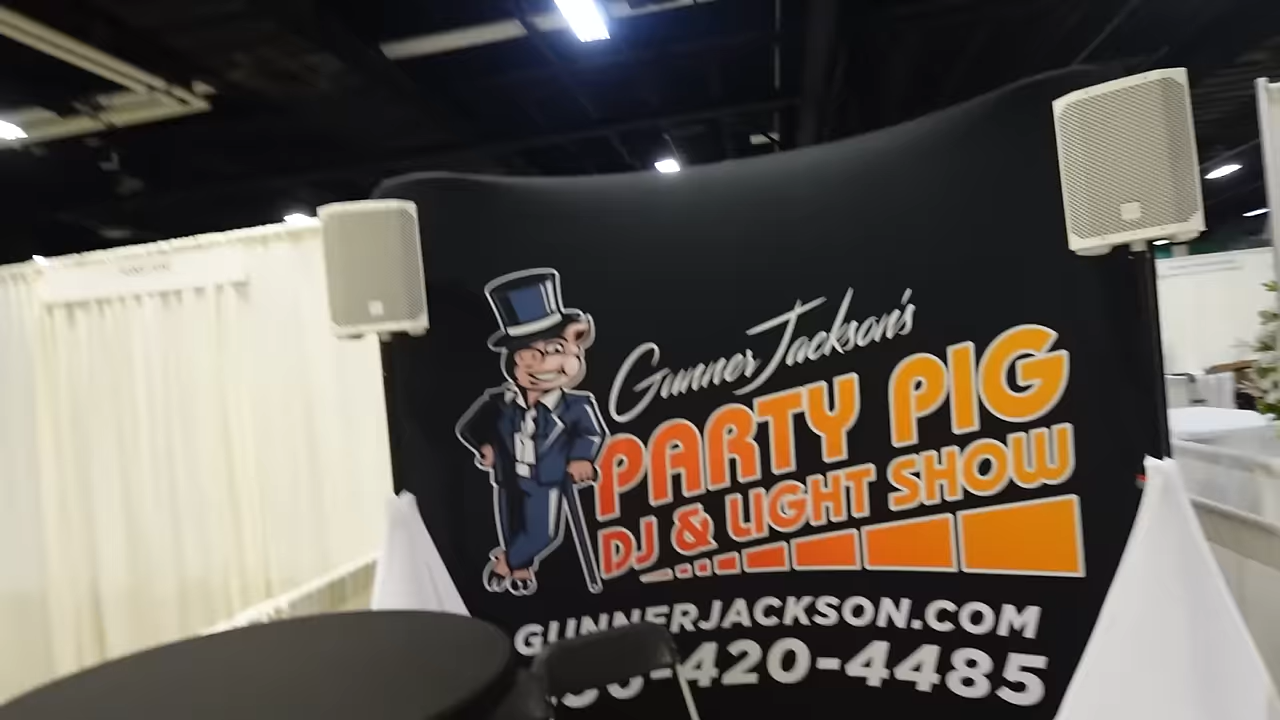 Gunner Jackson's
PARTY PIG
DJ & LIGHT SHOW
GUNNERJACKSON.COM
-420-4485